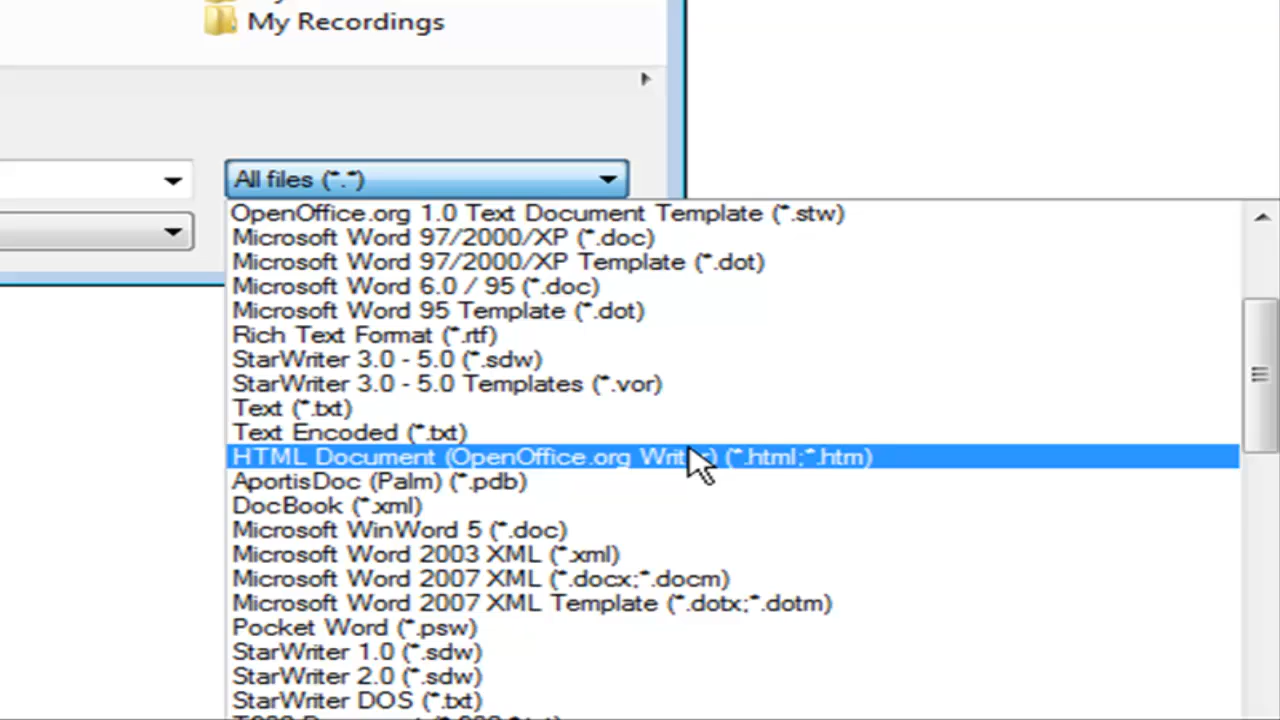 My Recordings
All files (*.*)
OpenOffice.org 1.0 Text Document Template (*.stw)
Microsoft Word 97/2000/XP (*.doc)
Microsoft Word 97/2000/XP Template (*.dot)
Microsoft Word 6.0 / 95 (*.doc)
Microsoft Word 95 Template (*.dot)
Rich Text Format (*.rtf)
StarWriter 3.0 - 5.0 (*.sdw)
StarWriter 3.0 - 5.0 Templates (*.vor)
Text (*.txt)
Text Encoded (*.txt)
HTML Document (OpenOffice.org Writer) (*.html;*.htm)
AportisDoc (Palm) (*.pdb)
DocBook (*.xml)
Microsoft WinWord 5 (*.doc)
Microsoft Word 2003 XML (*.xml)
Microsoft Word 2007 XML (*.docx;*.docm)
Microsoft Word 2007 XML Template (*.dotx;*.dotm)
Pocket Word (*.psw)
StarWriter 1.0 (*.sdw)
StarWriter 2.0 (*.sdw)
StarWriter DOS (*.txt)